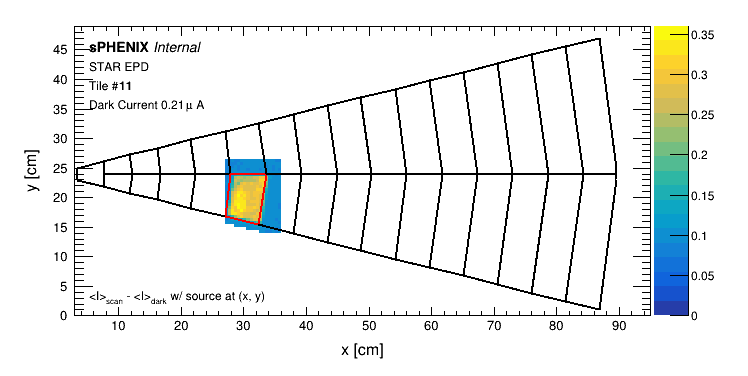 sPHENIX Internal
STAR EPD
Tile #11
Dark Current 0.21 μ A
<I>scan - <I>dark w/ source at (x, y)
y [cm]
45
40
35
30
25
20
15
10
5
0
10 20 30 40 50 60 70 80 90
x [cm]
0.35
0.3
0.25
0.2
0.15
0.1
0.05
0